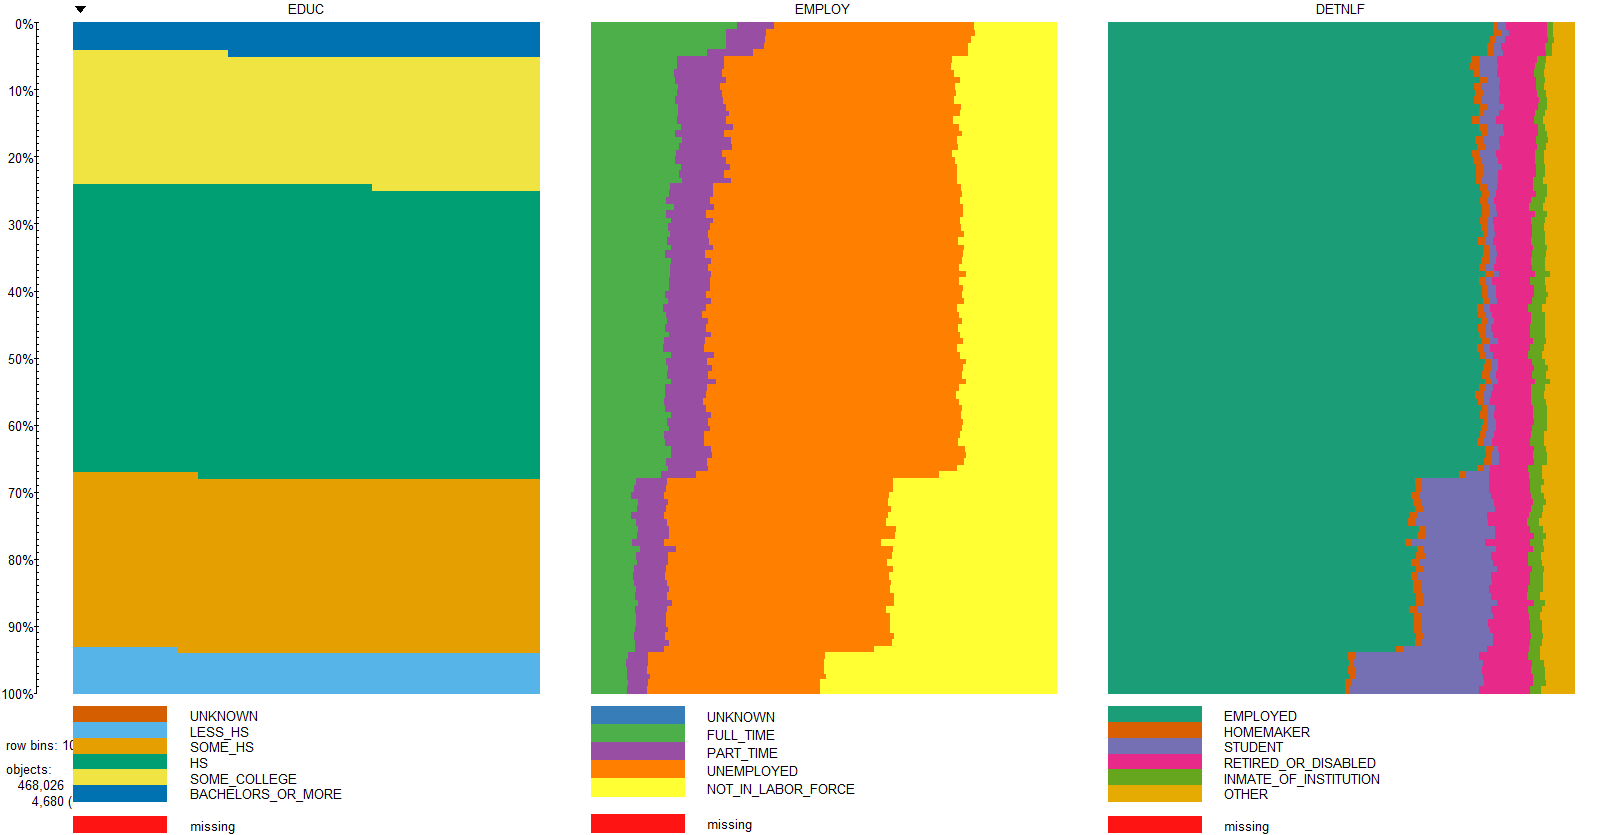 EDUC
EMPLOY
DETNLF
0%
10%
20%
30%
40%
50%
60%
70%
80%
90%
100%
row bins: 10
objects:
468,026
4,680 (
UNKNOWN
LESS_HS
SOME_HS
HS
SOME_COLLEGE
BACHELORS_OR_MORE
missing
UNKNOWN
FULL_TIME
PART_TIME
UNEMPLOYED
NOT_IN_LABOR_FORCE
missing
EMPLOYED
HOMEMAKER
STUDENT
RETIRED_OR_DISABLED
INMATE_OF_INSTITUTION
OTHER
missing